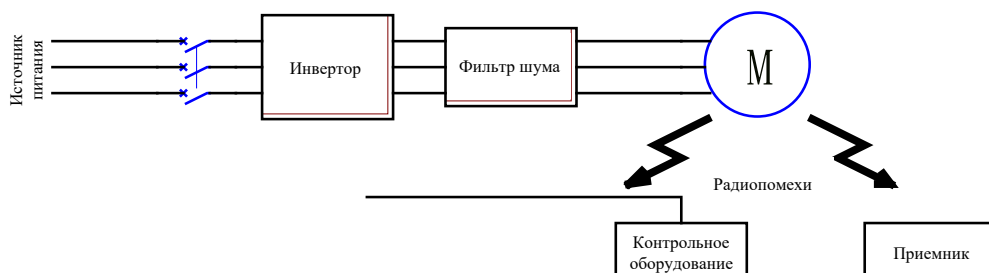 Источник
питания
Инвертор
Фильтр шума
M
Радиопомехи
Контрольное
оборудование
Приемник